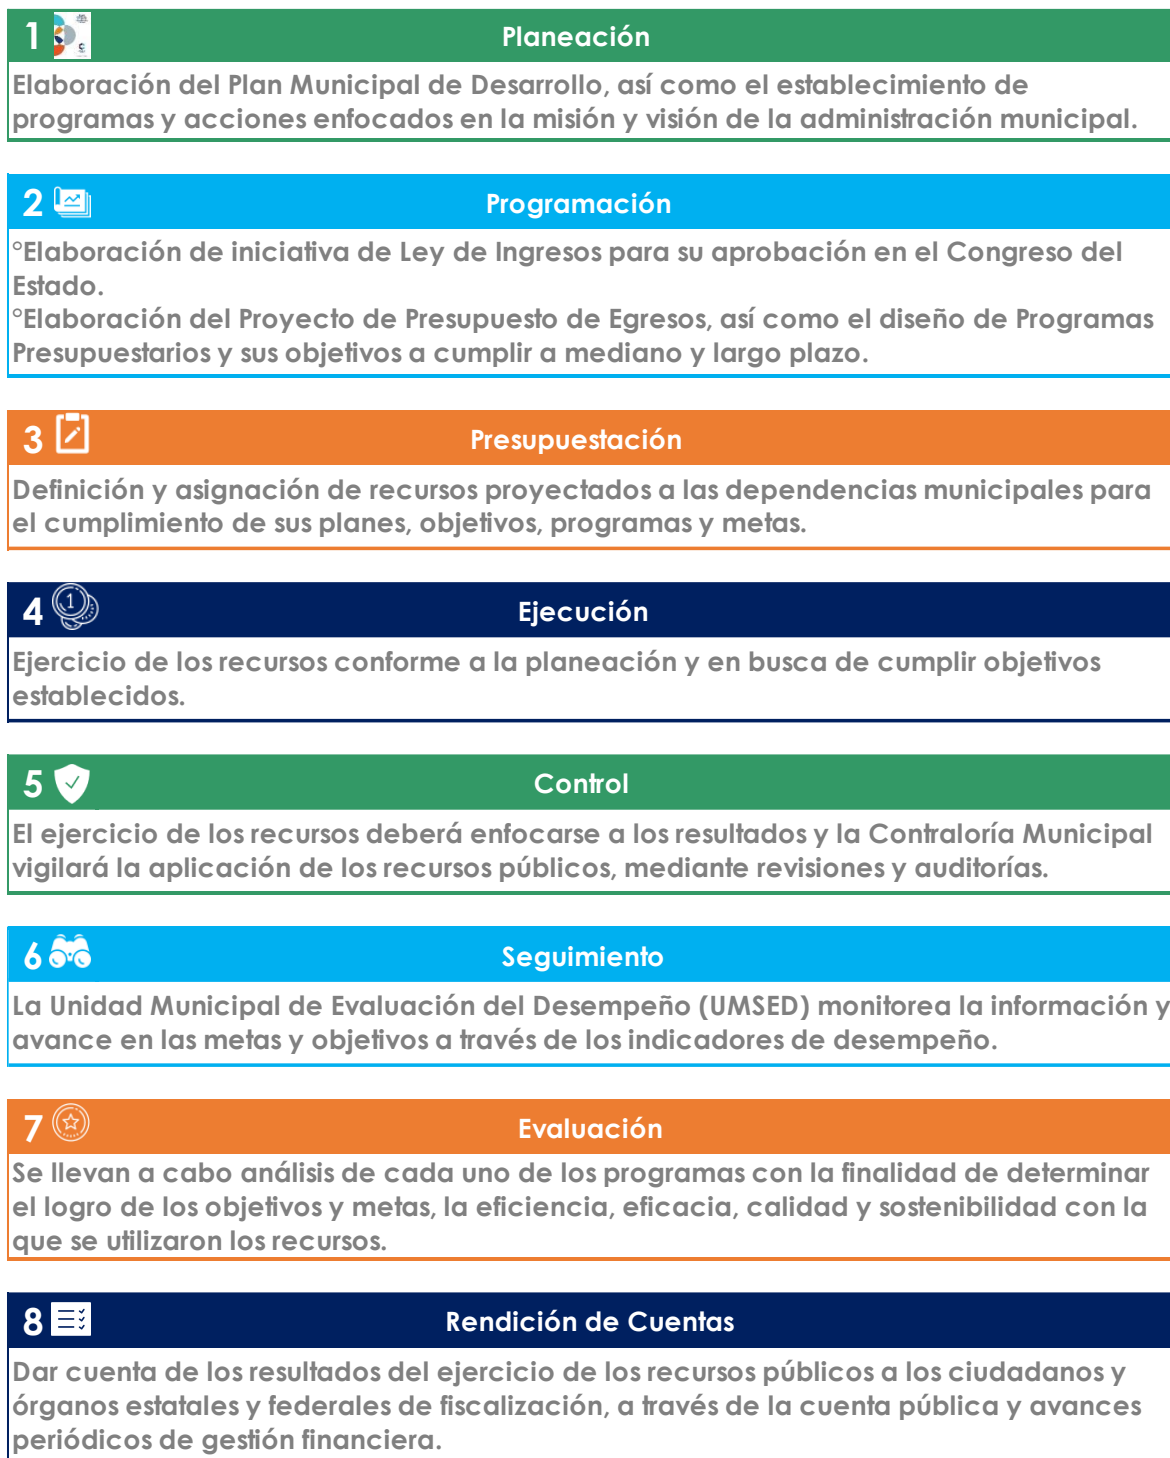 1 Planeación
Elaboración del Plan Municipal de Desarrollo, así como el establecimiento de
programas y acciones enfocados en la misión y visión de la administración municipal.
2 Programación
°Elaboración de iniciativa de Ley de Ingresos para su aprobación en el Congreso del
Estado.
°Elaboración del Proyecto de Presupuesto de Egresos, así como el diseño de Programas
Presupuestarios y sus objetivos a cumplir a mediano y largo plazo.
3 Presupuestación
Definición y asignación de recursos proyectados a las dependencias municipales para
el cumplimiento de sus planes, objetivos, programas y metas.
4 1 Ejecución
Ejercicio de los recursos conforme a la planeación y en busca de cumplir objetivos
establecidos.
5 Control
El ejercicio de los recursos deberá enfocarse a los resultados y la Contraloría Municipal
vigilará la aplicación de los recursos públicos, mediante revisiones y auditorías.
6 Seguimiento
La Unidad Municipal de Evaluación del Desempeño (UMSED) monitorea la información y
avance en las metas y objetivos a través de los indicadores de desempeño.
7 Evaluación
Se llevan a cabo análisis de cada uno de los programas con la finalidad de determinar
el logro de los objetivos y metas, la eficiencia, eficacia, calidad y sostenibilidad con la
que se utilizaron los recursos.
8 Rendición de Cuentas
Dar cuenta de los resultados del ejercicio de los recursos públicos a los ciudadanos y
órganos estatales y federales de fiscalización, a través de la cuenta pública y avances
periódicos de gestión financiera.